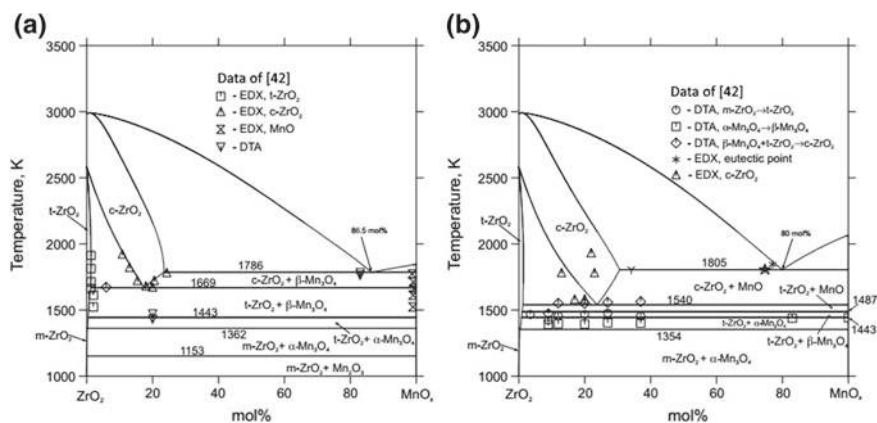 (a)
3500
3000
2500
2000
1500
1000
Temperature, K
Data of [42]
- EDX, t-ZrO₂
- EDX, c-ZrO₂
- EDX, MnO
- DTA
t-ZrO₂
c-ZrO₂
86.5 mol%
1786
c-ZrO₂ + β-Mn₃O₄
1669
t-ZrO₂ + β-Mn₃O₄
1443
1362
t-ZrO₂ + α-Mn₃O₄
m-ZrO₂
m-ZrO₂ + α-Mn₃O₄
1153
m-ZrO₂ + Mn₂O₃
ZrO₂ 20 40 60 80 MnOₓ
mol%
(b)
3500
3000
2500
2000
1500
1000
Temperature, K
Data of [42]
- DTA, m-ZrO₂→t-ZrO₂
- DTA, α-Mn₃O₄→β-Mn₃O₄
- DTA, β-Mn₃O₄+t-ZrO₂→c-ZrO₂
- EDX, eutectic point
- EDX, c-ZrO₂
t-ZrO₂
c-ZrO₂
80 mol%
1805
c-ZrO₂ + MnO
1540
t-ZrO₂ + MnO
1487
t-ZrO₂ + α-Mn₃O₄
1443
1354
t-ZrO₂ + β-Mn₃O₄
m-ZrO₂
m-ZrO₂ + α-Mn₃O₄
ZrO₂ 20 40 60 80 MnOₓ
mol%